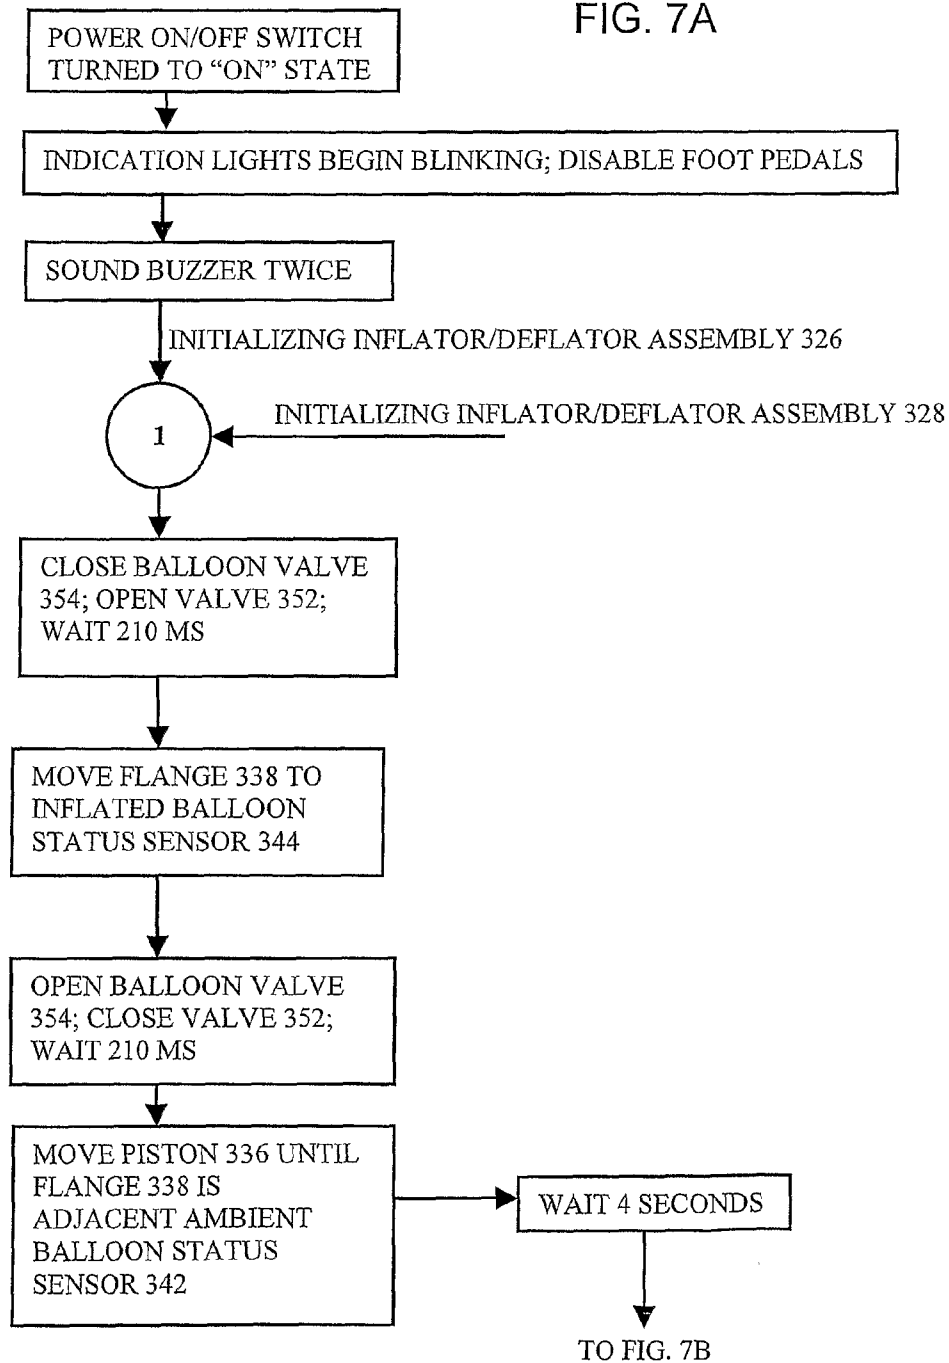 FIG. 7A
POWER ON/OFF SWITCH
TURNED TO “ON” STATE
INDICATION LIGHTS BEGIN BLINKING; DISABLE FOOT PEDALS
SOUND BUZZER TWICE
INITIALIZING INFLATOR/DEFLATOR ASSEMBLY 326
INITIALIZING INFLATOR/DEFLATOR ASSEMBLY 328
1
CLOSE BALLOON VALVE
354; OPEN VALVE 352;
WAIT 210 MS
MOVE FLANGE 338 TO
INFLATED BALLOON
STATUS SENSOR 344
OPEN BALLOON VALVE
354; CLOSE VALVE 352;
WAIT 210 MS
MOVE PISTON 336 UNTIL
FLANGE 338 IS
ADJACENT AMBIENT
BALLOON STATUS
SENSOR 342
WAIT 4 SECONDS
TO FIG. 7B